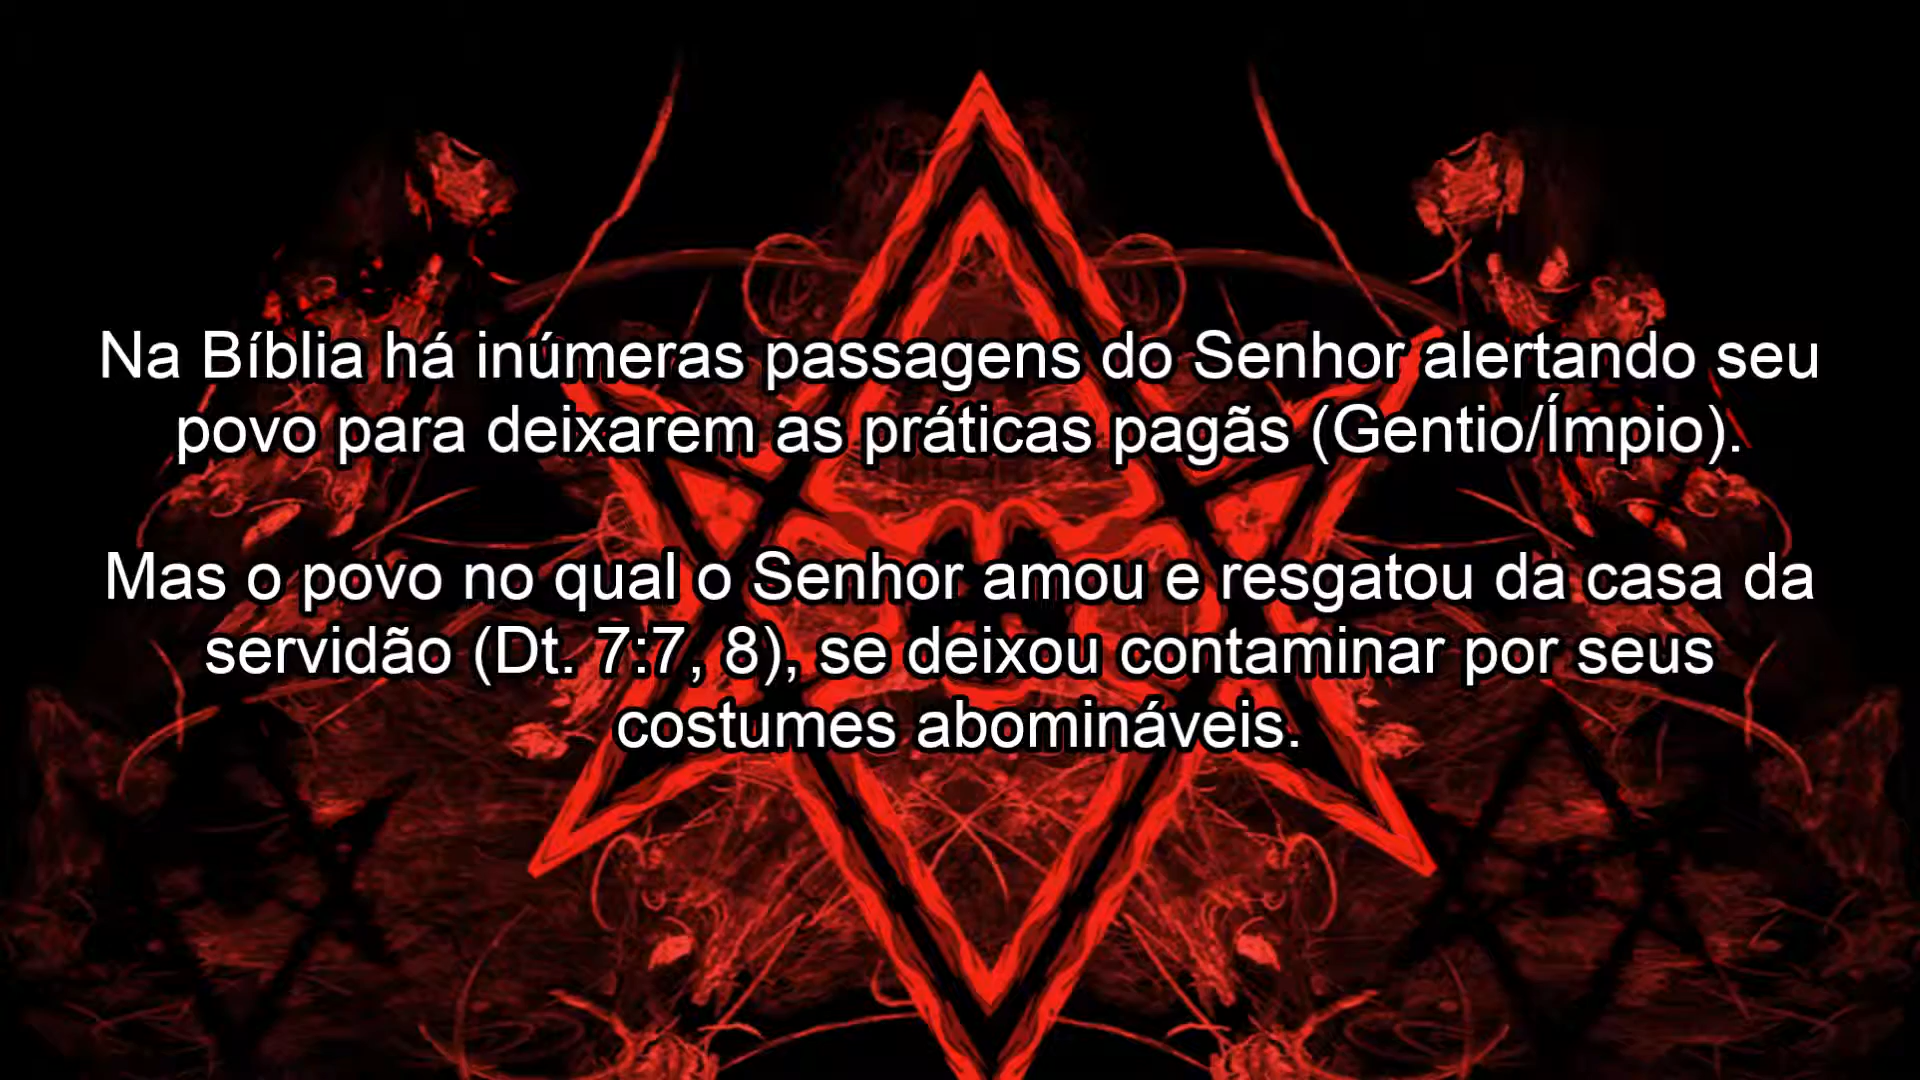 Na Bíblia há inúmeras passagens do Senhor alertando seu
povo para deixarem as práticas pagãs (Gentio/Ímpio).
Mas o povo no qual o Senhor amou e resgatou da casa da
servidão (Dt. 7:7, 8), se deixou contaminar por seus
costumes abomináveis.